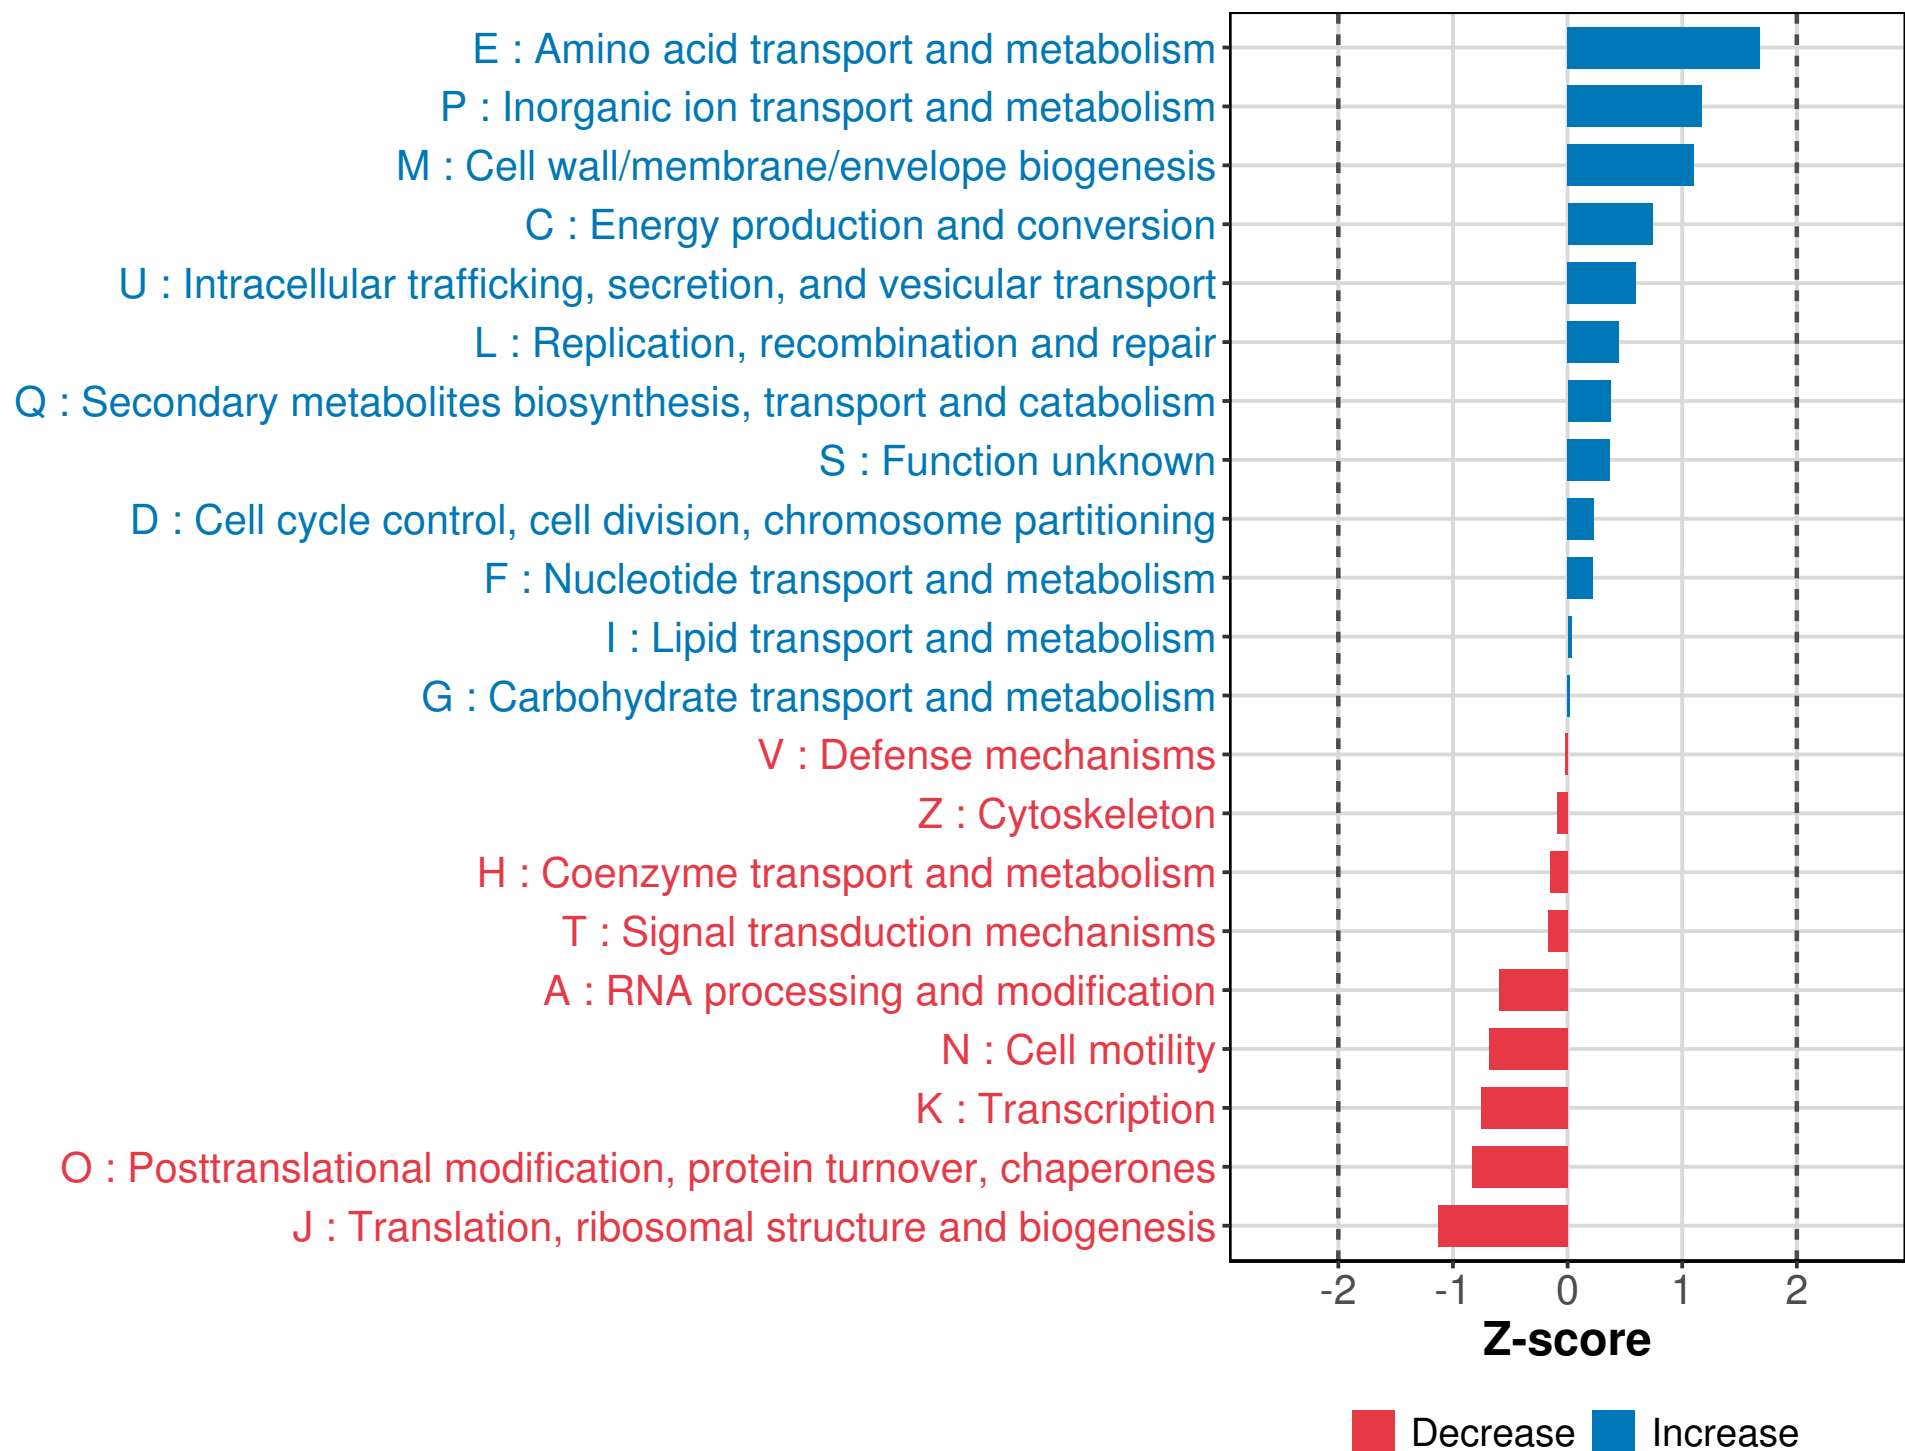 E : Amino acid transport and metabolism
P : Inorganic ion transport and metabolism
M : Cell wall/membrane/envelope biogenesis
C : Energy production and conversion
U : Intracellular trafficking, secretion, and vesicular transport
L : Replication, recombination and repair
Q : Secondary metabolites biosynthesis, transport and catabolism
S : Function unknown
D : Cell cycle control, cell division, chromosome partitioning
F : Nucleotide transport and metabolism
I : Lipid transport and metabolism
G : Carbohydrate transport and metabolism
V : Defense mechanisms
Z : Cytoskeleton
H : Coenzyme transport and metabolism
T : Signal transduction mechanisms
A : RNA processing and modification
N : Cell motility
K : Transcription
O : Posttranslational modification, protein turnover, chaperones
J : Translation, ribosomal structure and biogenesis
-2 -1 0 1 2
Z-score
Decrease Increase